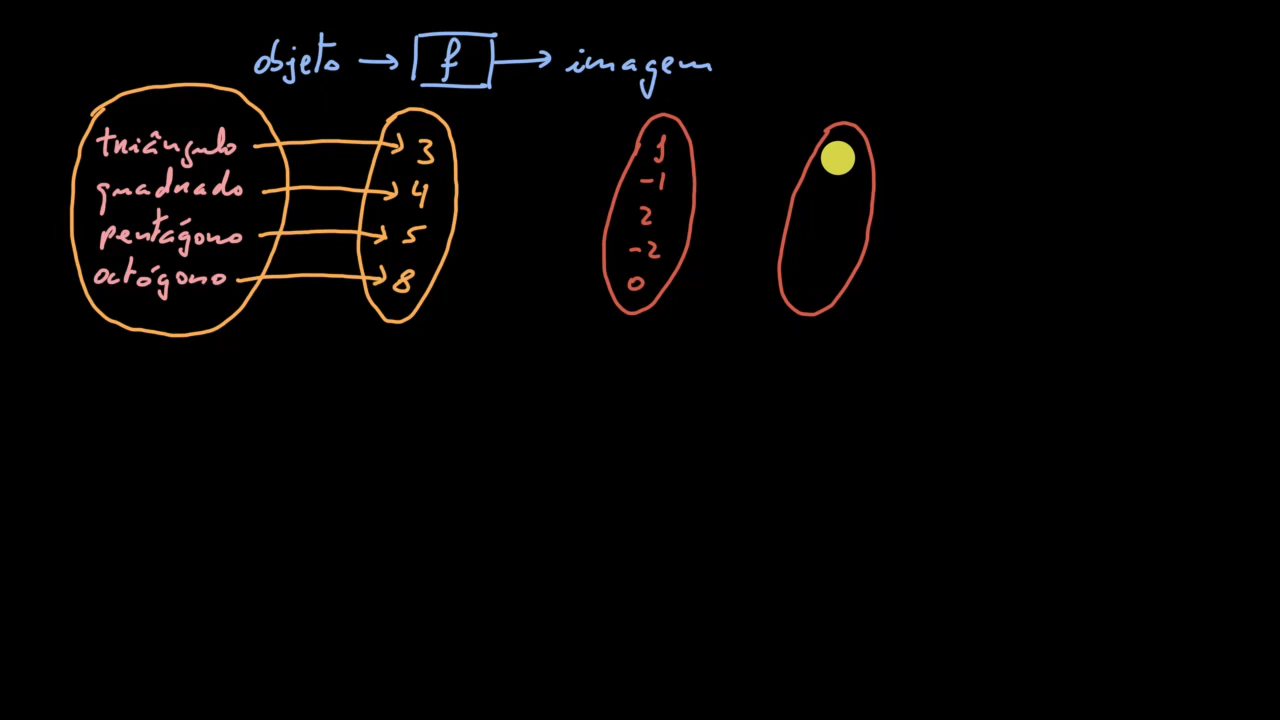 objeto → f → imagem
triângulo → 3
quadrado → 4
pentágono → 5
octógono → 8
1
-1
2
-2
0